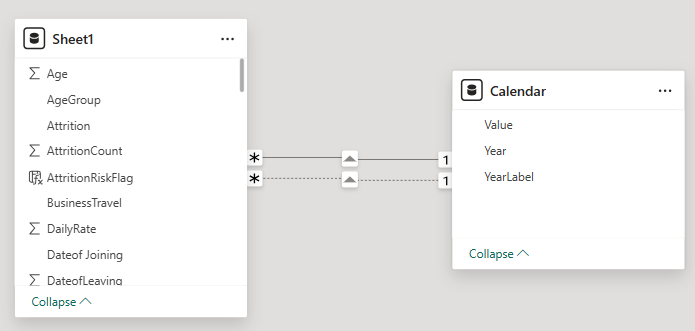 Sheet1
Age
AgeGroup
Attrition
AttritionCount
AttritionRiskFlag
BusinessTravel
DailyRate
Dateof Joining
DateofLeaving
Collapse
* 1
* 1
Calendar
Value
Year
YearLabel
Collapse